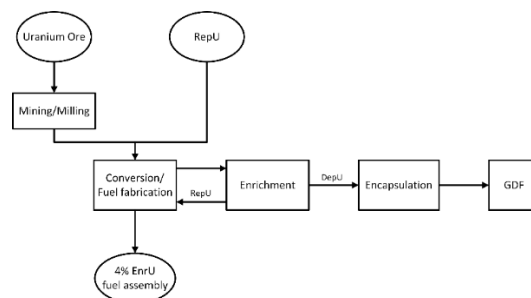 Uranium Ore
RepU
Mining/Milling
Conversion/
Fuel fabrication
RepU
Enrichment
DepU
Encapsulation
GDF
4% EnrU
fuel assembly